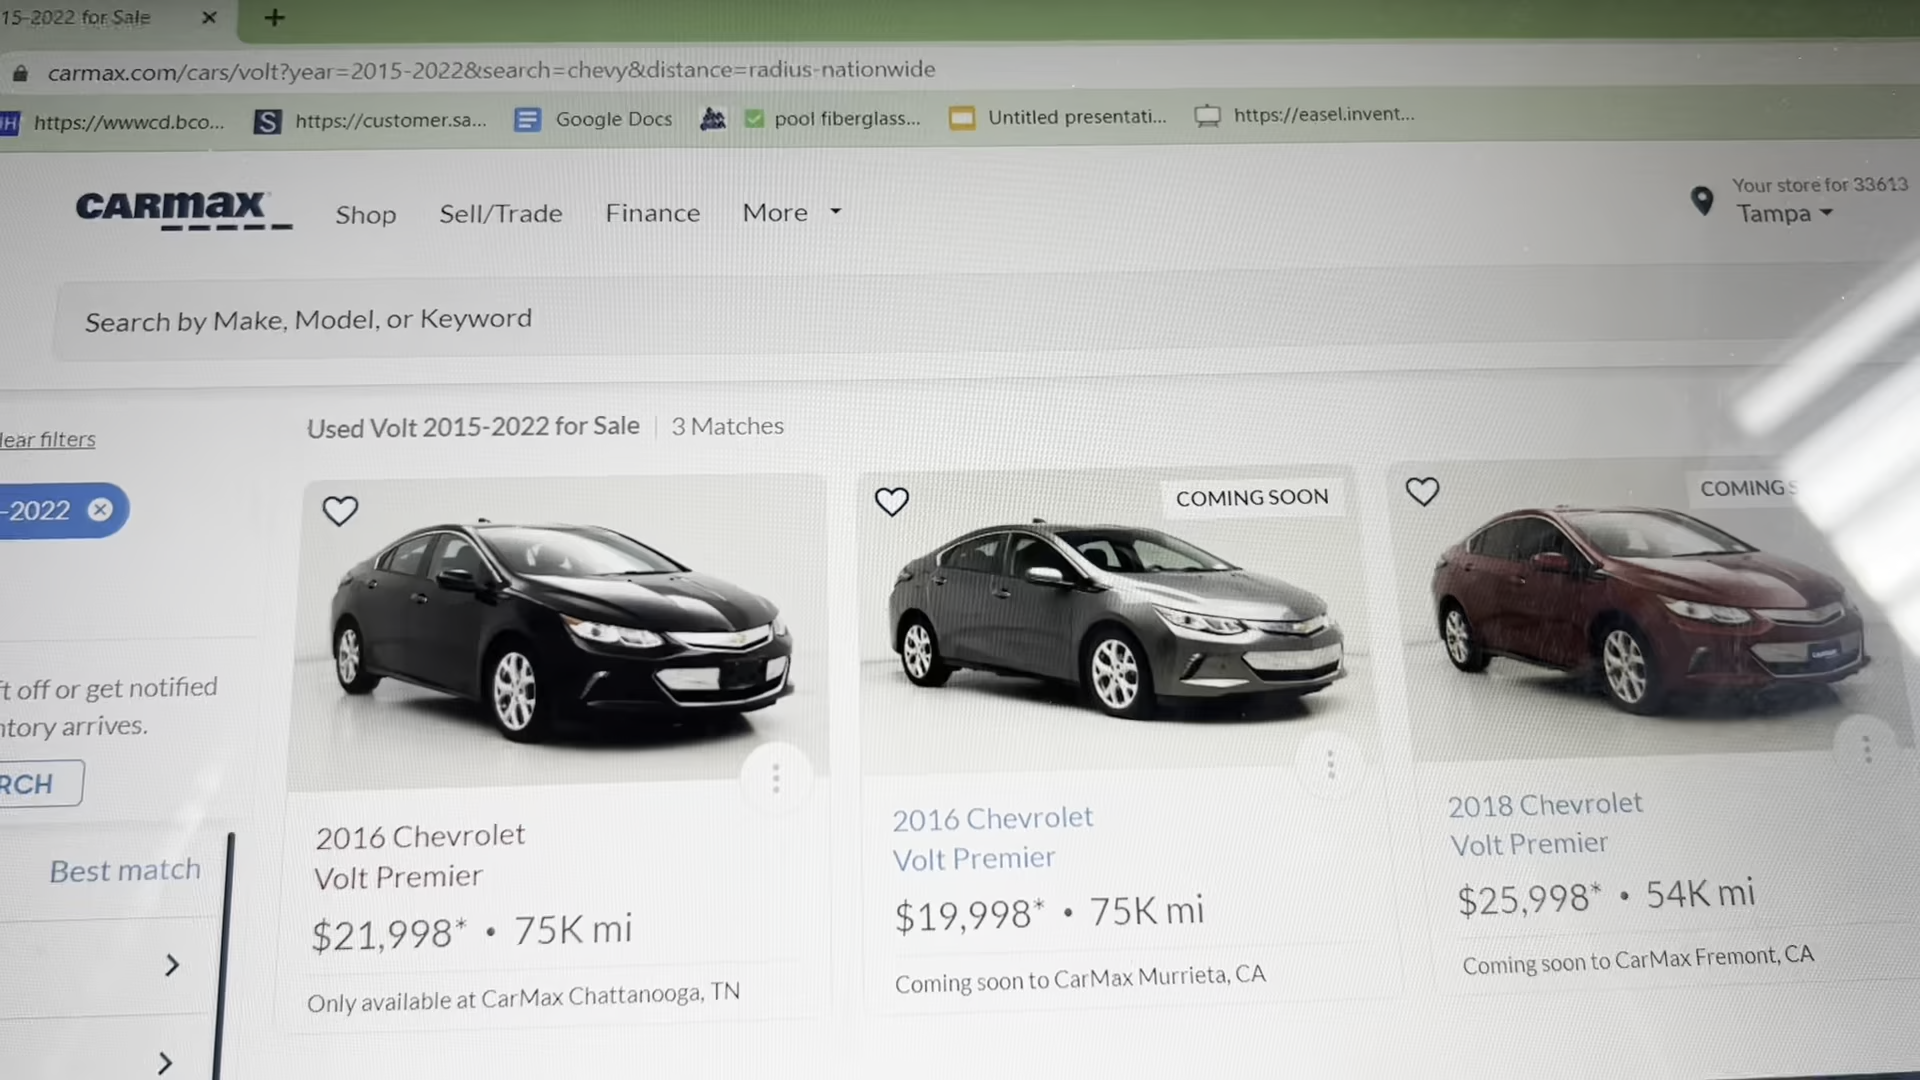 15-2022 for Sale
carmax.com/cars/volt?year=2015-2022&search=chevy&distance=radius-nationwide
H https://wwwcd.bco... S https://customer.sa... Google Docs pool fiberglass... Untitled presentati... https://easel.invent...
CARMAX Shop Sell/Trade Finance More
Your store for 33613
Tampa
Search by Make, Model, or Keyword
lear filters
Used Volt 2015-2022 for Sale | 3 Matches
-2022
COMING SOON
COMING S
ft off or get notified
ntory arrives.
RCH
Best match
2016 Chevrolet
Volt Premier
$21,998* • 75K mi
Only available at CarMax Chattanooga, TN
2016 Chevrolet
Volt Premier
$19,998* • 75K mi
Coming soon to CarMax Murrieta, CA
2018 Chevrolet
Volt Premier
$25,998* • 54K mi
Coming soon to CarMax Fremont, CA